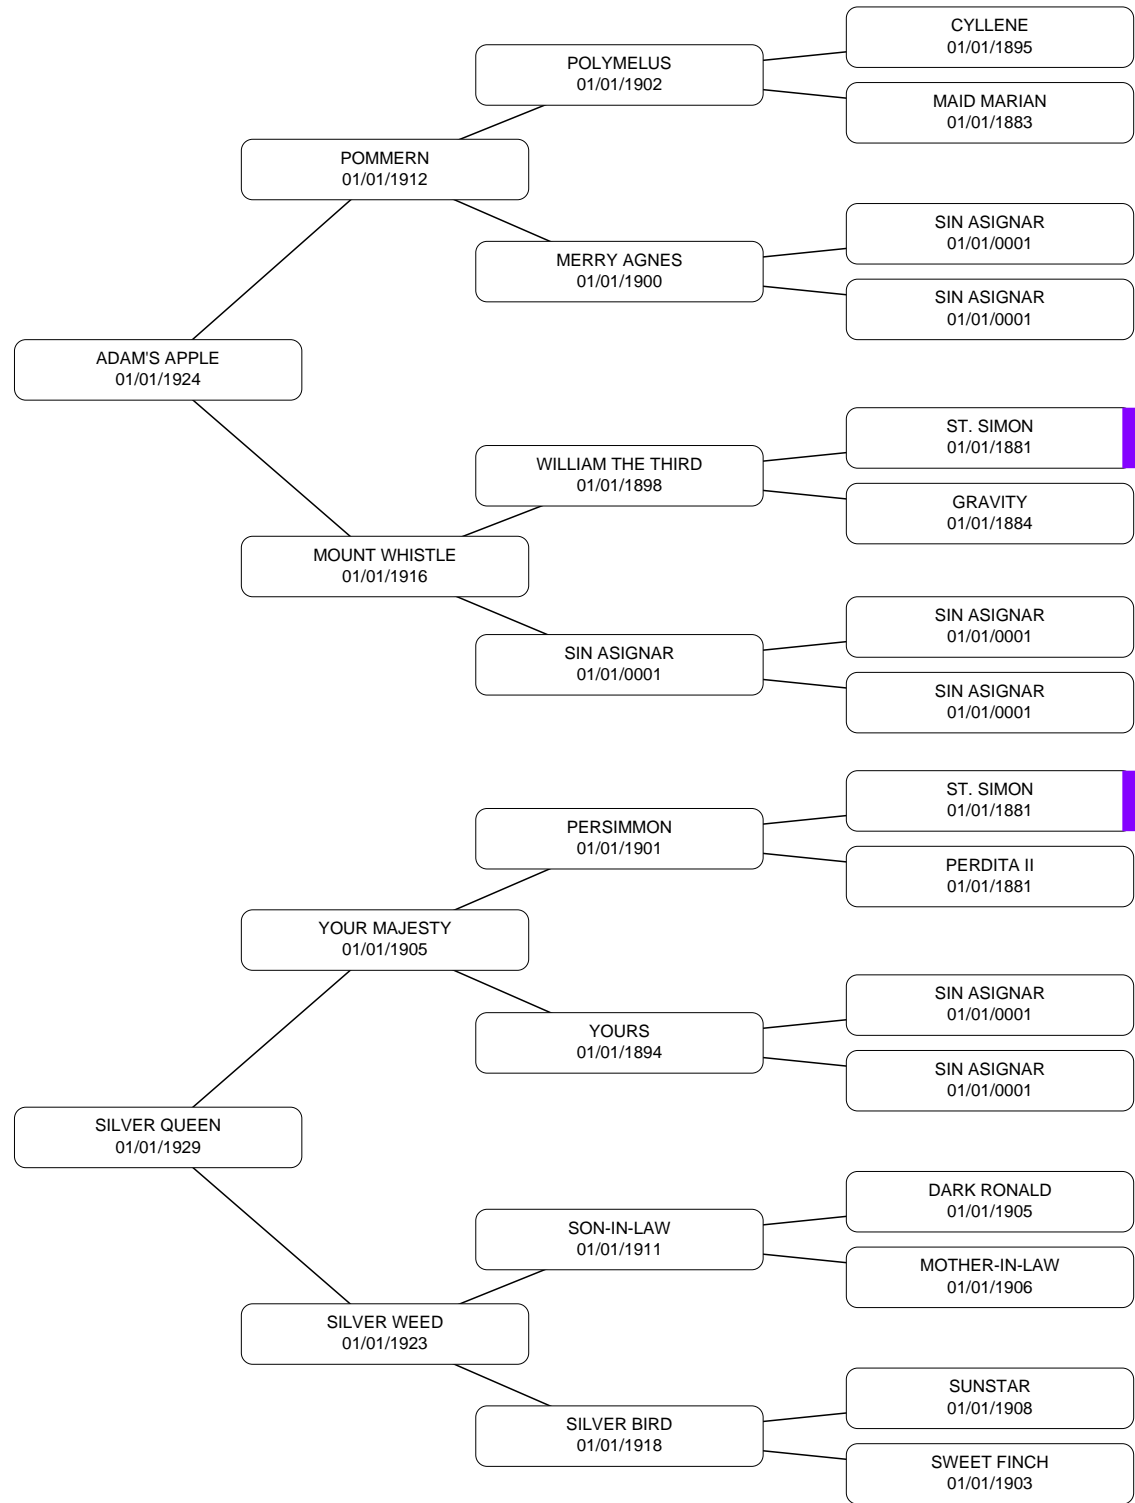 CYLLENE
01/01/1895
POLYMELUS
01/01/1902
MAID MARIAN
01/01/1883
POMMERN
01/01/1912
SIN ASIGNAR
01/01/0001
MERRY AGNES
01/01/1900
SIN ASIGNAR
01/01/0001
ADAM'S APPLE
01/01/1924
ST. SIMON
01/01/1881
WILLIAM THE THIRD
01/01/1898
GRAVITY
01/01/1884
MOUNT WHISTLE
01/01/1916
SIN ASIGNAR
01/01/0001
SIN ASIGNAR
01/01/0001
SIN ASIGNAR
01/01/0001
ST. SIMON
01/01/1881
PERSIMMON
01/01/1901
PERDITA II
01/01/1881
YOUR MAJESTY
01/01/1905
SIN ASIGNAR
01/01/0001
YOURS
01/01/1894
SIN ASIGNAR
01/01/0001
SILVER QUEEN
01/01/1929
DARK RONALD
01/01/1905
SON-IN-LAW
01/01/1911
MOTHER-IN-LAW
01/01/1906
SILVER WEED
01/01/1923
SUNSTAR
01/01/1908
SILVER BIRD
01/01/1918
SWEET FINCH
01/01/1903